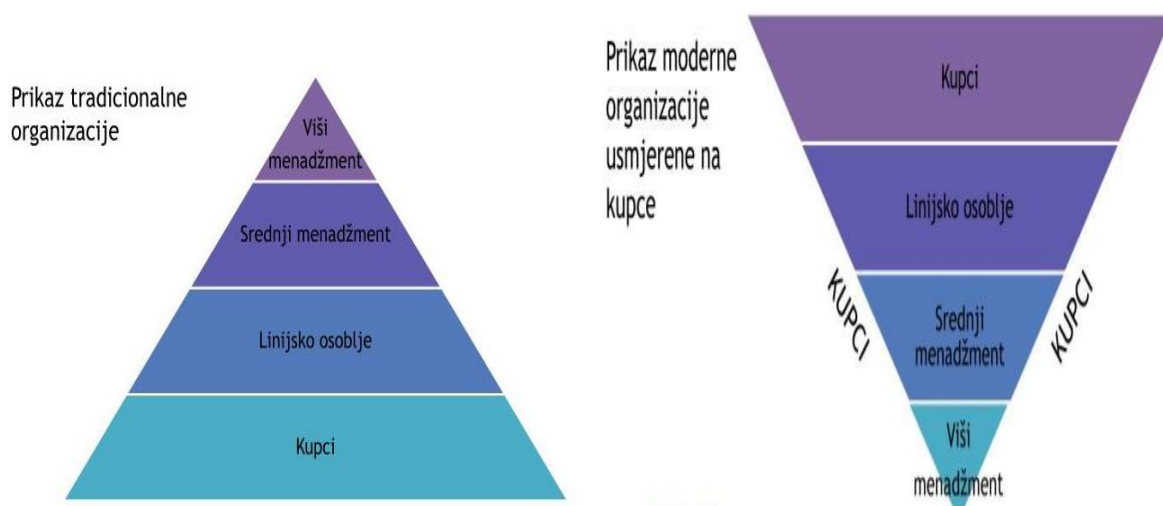 Prikaz tradicionalne
organizacije
Viši
menadžment
Srednji menadžment
Linijsko osoblje
Kupci
Prikaz moderne
organizacije
usmjerene na
kupce
Kupci
Linijsko osoblje
KUPCI
Srednji
menadžment
KUPCI
Viši
menadžment